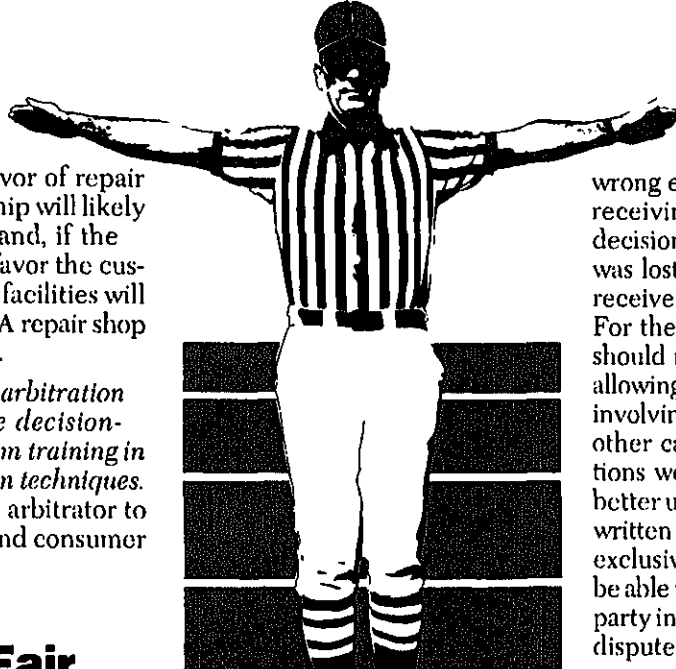 vor of repair
hip will likely
and, if the
favor the cus-
facilities will
A repair shop
arbitration
e decision-
m training in
n techniques.
arbitrator to
nd consumer
Fair
wrong e
receivin
decision
was lost
receive
For the
should r
allowing
involvin
other ca
tions wo
better u
written
exclusiv
be able
party in
dispute